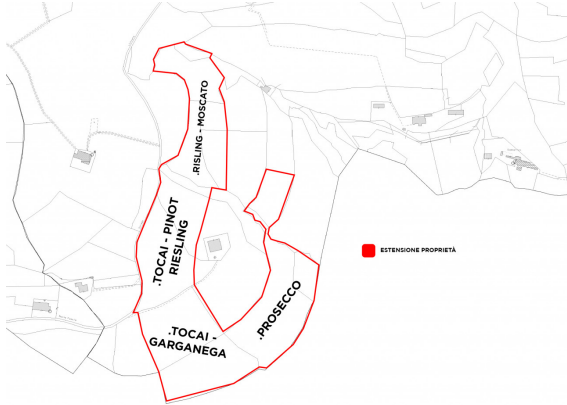 .RISLING - MOSCATO
.TOCAI - PINOT
RIESLING
.TOCAI -
GARGANEGA
.PROSECCO
ESTENSIONE PROPRIETÀ